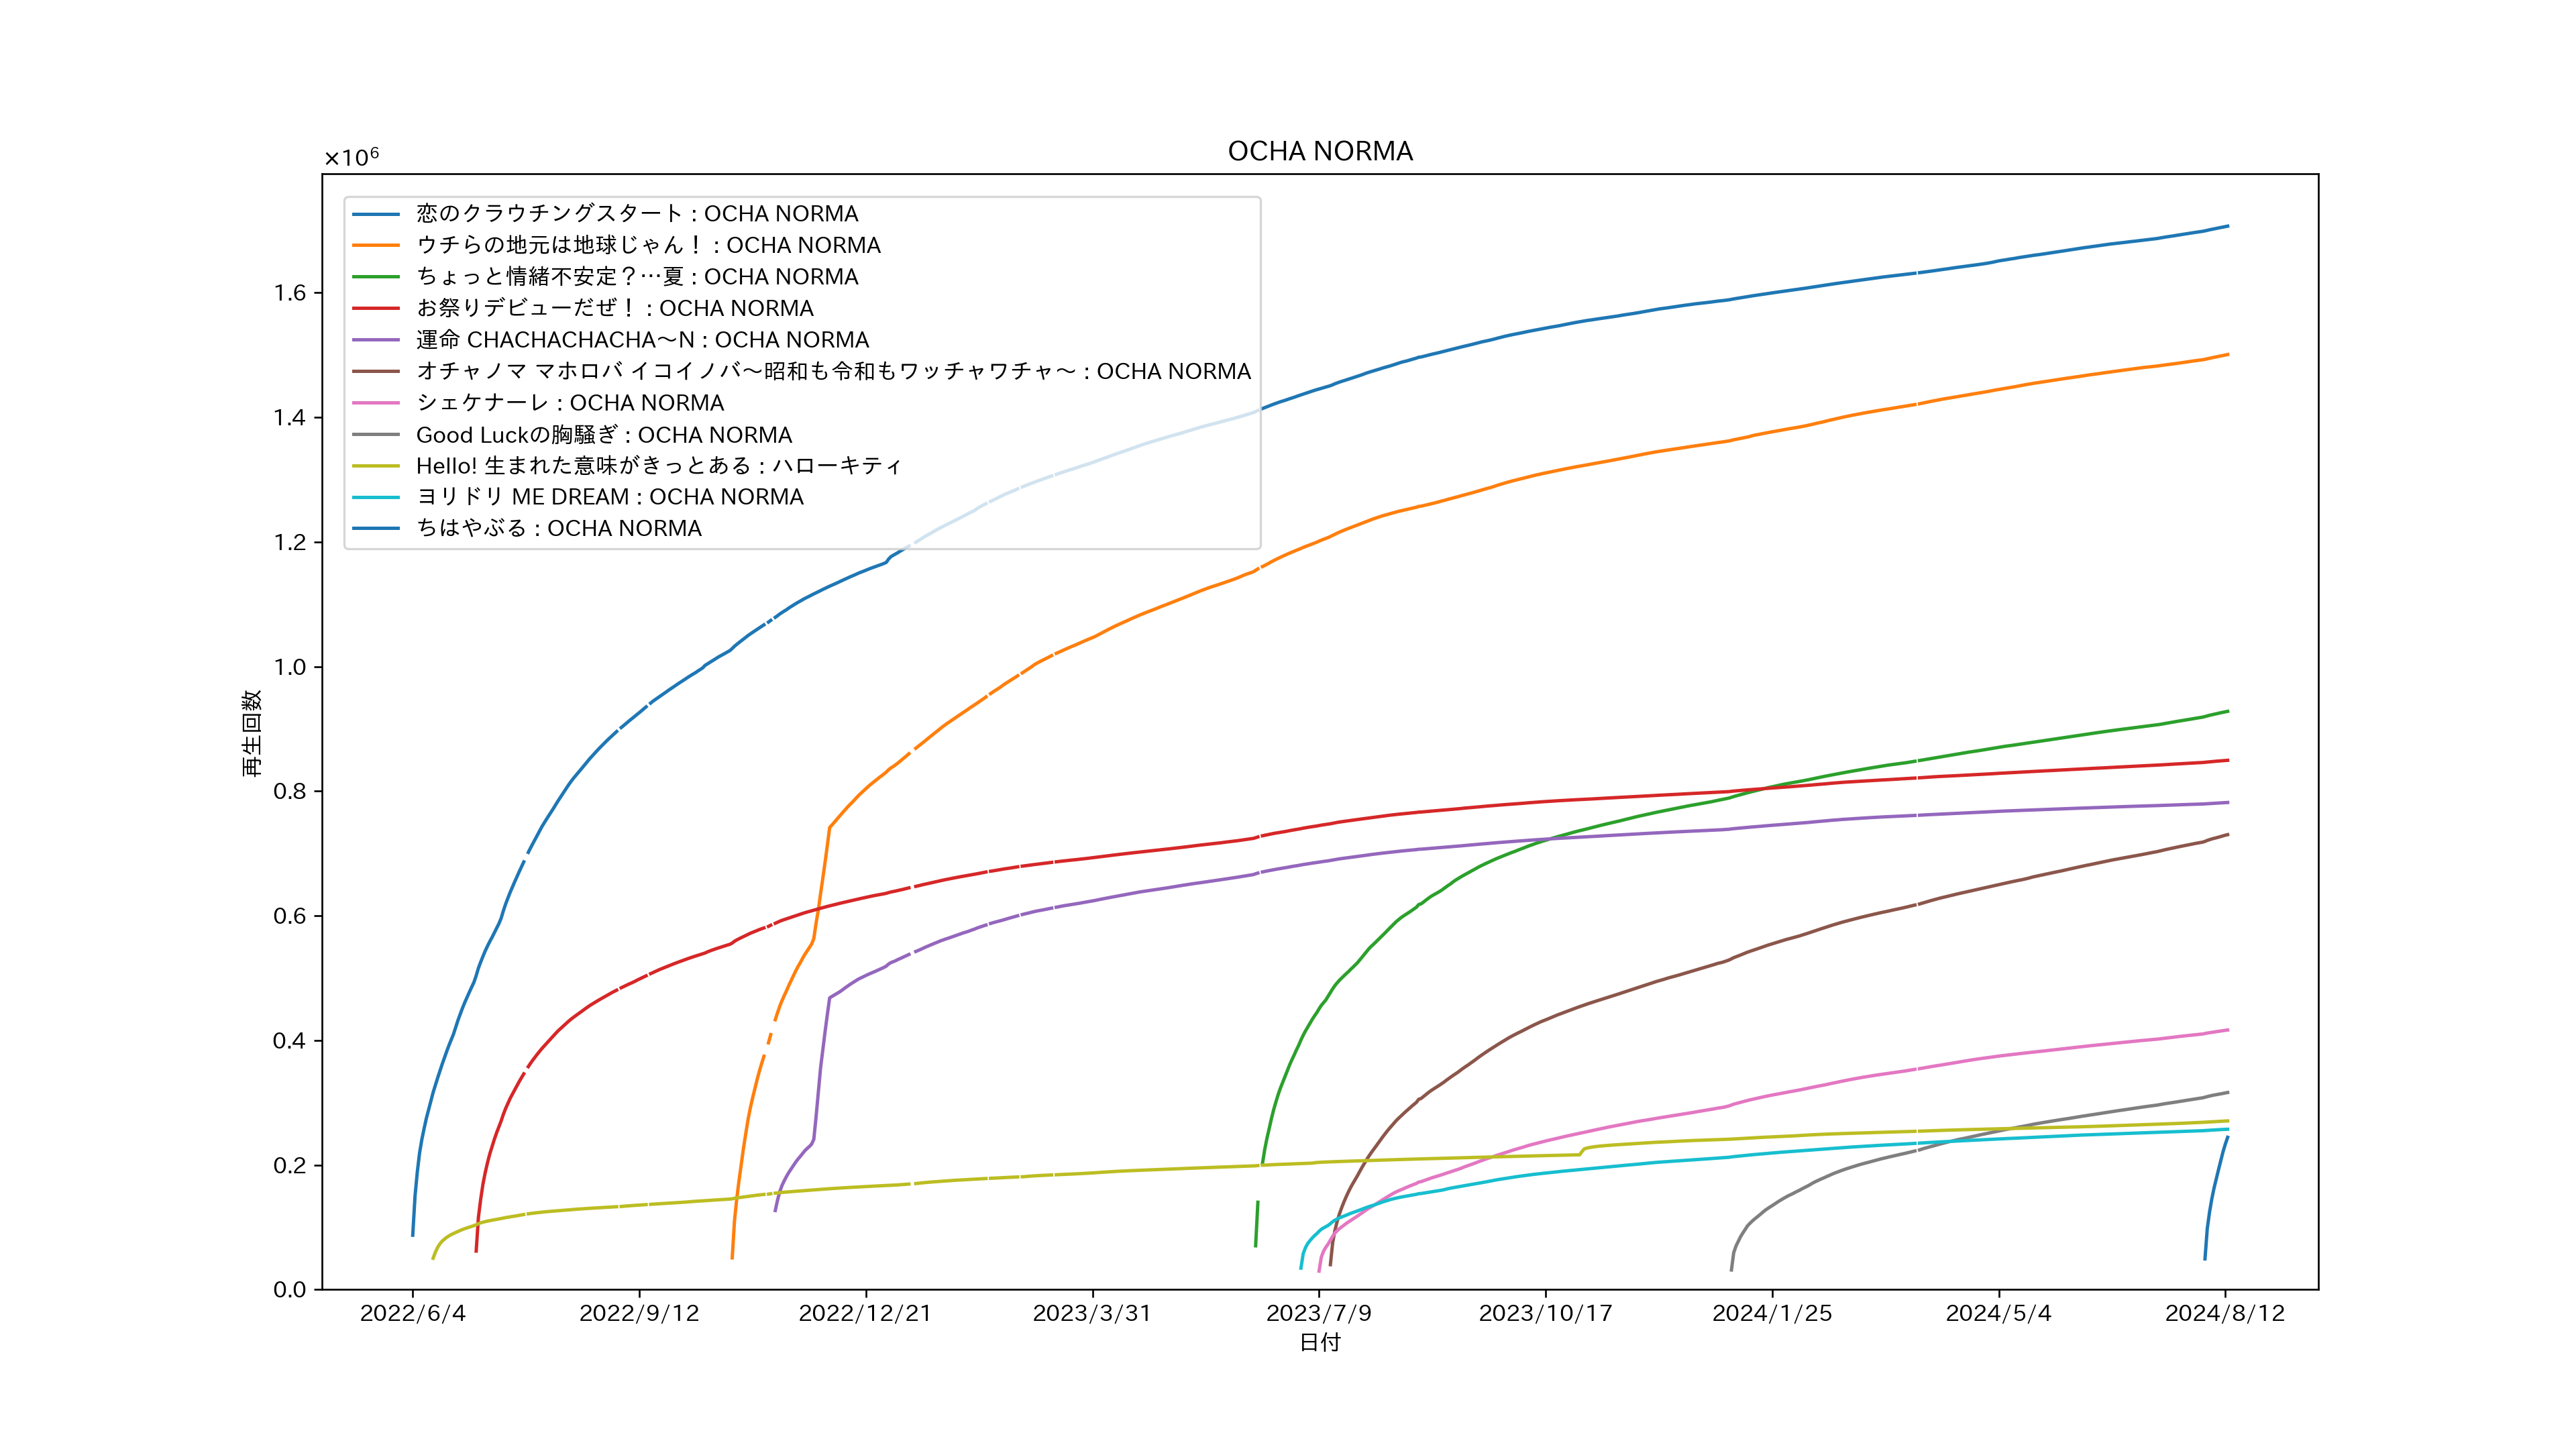 OCHA NORMA
×10⁶
恋のクラウチングスタート : OCHA NORMA
ウチらの地元は地球じゃん! : OCHA NORMA
ちょっと情緒不安定?…夏 : OCHA NORMA
お祭りデビューだぜ! : OCHA NORMA
運命 CHACHACHACHA〜N : OCHA NORMA
オチャノマ マホロバ イコイノバ〜昭和も令和もワッチャワチャ〜 : OCHA NORMA
シェケナーレ : OCHA NORMA
Good Luckの胸騒ぎ : OCHA NORMA
Hello! 生まれた意味がきっとある : ハローキティ
ヨリドリ ME DREAM : OCHA NORMA
ちはやぶる : OCHA NORMA
1.6
1.4
1.2
1.0
0.8
0.6
0.4
0.2
0.0
再生回数
2022/6/4 2022/9/12 2022/12/21 2023/3/31 2023/7/9 2023/10/17 2024/1/25 2024/5/4 2024/8/12
日付